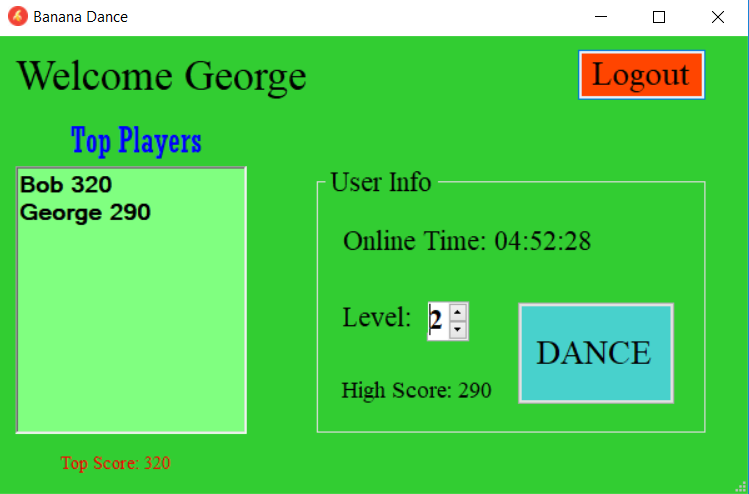 Banana Dance
Welcome George
Logout
Top Players
Bob 320
George 290
Top Score: 320
User Info
Online Time: 04:52:28
Level: 2
High Score: 290
DANCE